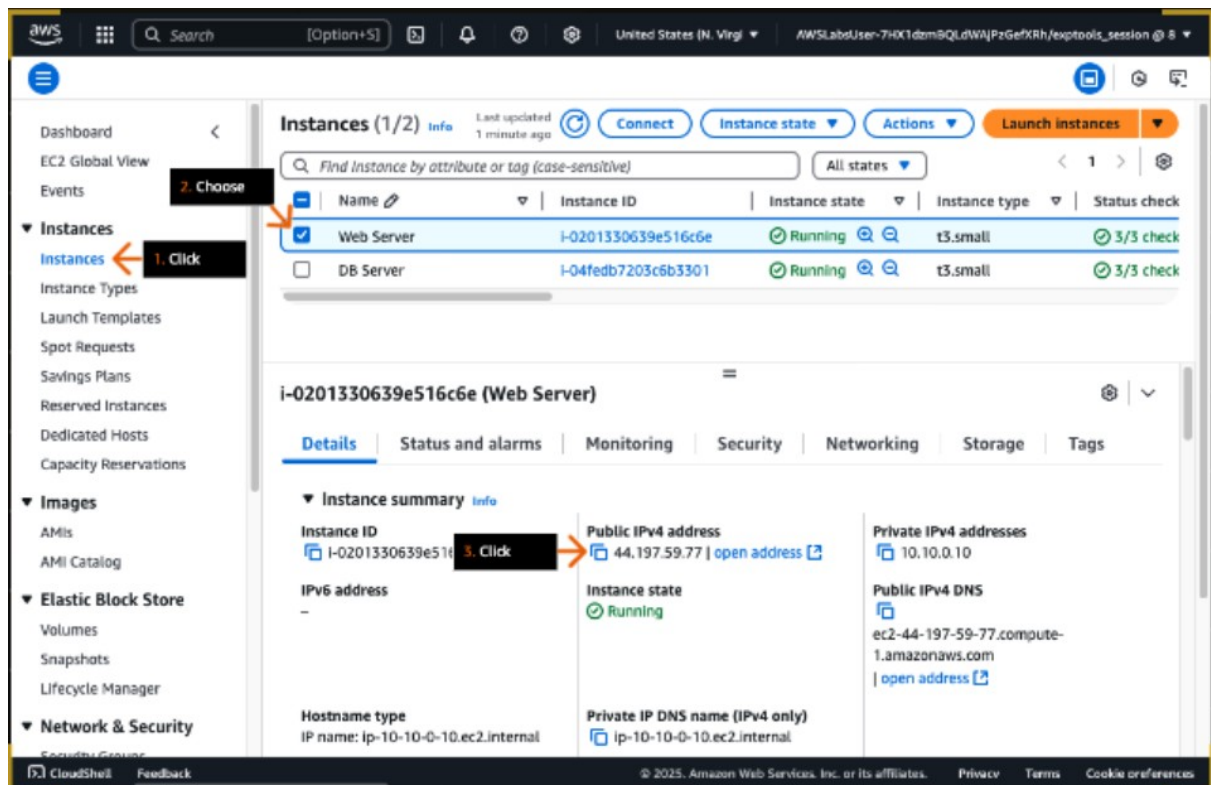 aws
Search [Option+S] United States (N. Virgi AWSLabsUser-7HX1dzmBQLdWAJPzGefXRh/exptools_session @ 8
Dashboard
EC2 Global View
Events
Instances
Instances
Instance Types
Launch Templates
Spot Requests
Savings Plans
Reserved Instances
Dedicated Hosts
Capacity Reservations
Images
AMIs
AMI Catalog
Elastic Block Store
Volumes
Snapshots
Lifecycle Manager
Network & Security
Security Groups
1. Click
2. Choose
Instances (1/2) Info
Last updated
1 minute ago
Connect Instance state Actions Launch instances
Find Instance by attribute or tag (case-sensitive) All states 1
Name Instance ID Instance state Instance type Status check
Web Server i-0201330639e516c6e Running t3.small 3/3 check
DB Server i-04fedb7203c6b3301 Running t3.small 3/3 check
i-0201330639e516c6e (Web Server)
Details Status and alarms Monitoring Security Networking Storage Tags
Instance summary Info
Instance ID
i-0201330639e516
3. Click
Public IPv4 address
44.197.59.77 | open address
Private IPv4 addresses
10.10.0.10
IPv6 address
–
Instance state
Running
Public IPv4 DNS
ec2-44-197-59-77.compute-
1.amazonaws.com
| open address
Hostname type
IP name: ip-10-10-0-10.ec2.internal
Private IP DNS name (IPv4 only)
ip-10-10-0-10.ec2.internal
CloudShell Feedback © 2025, Amazon Web Services, Inc. or its affiliates. Privacy Terms Cookie preferences